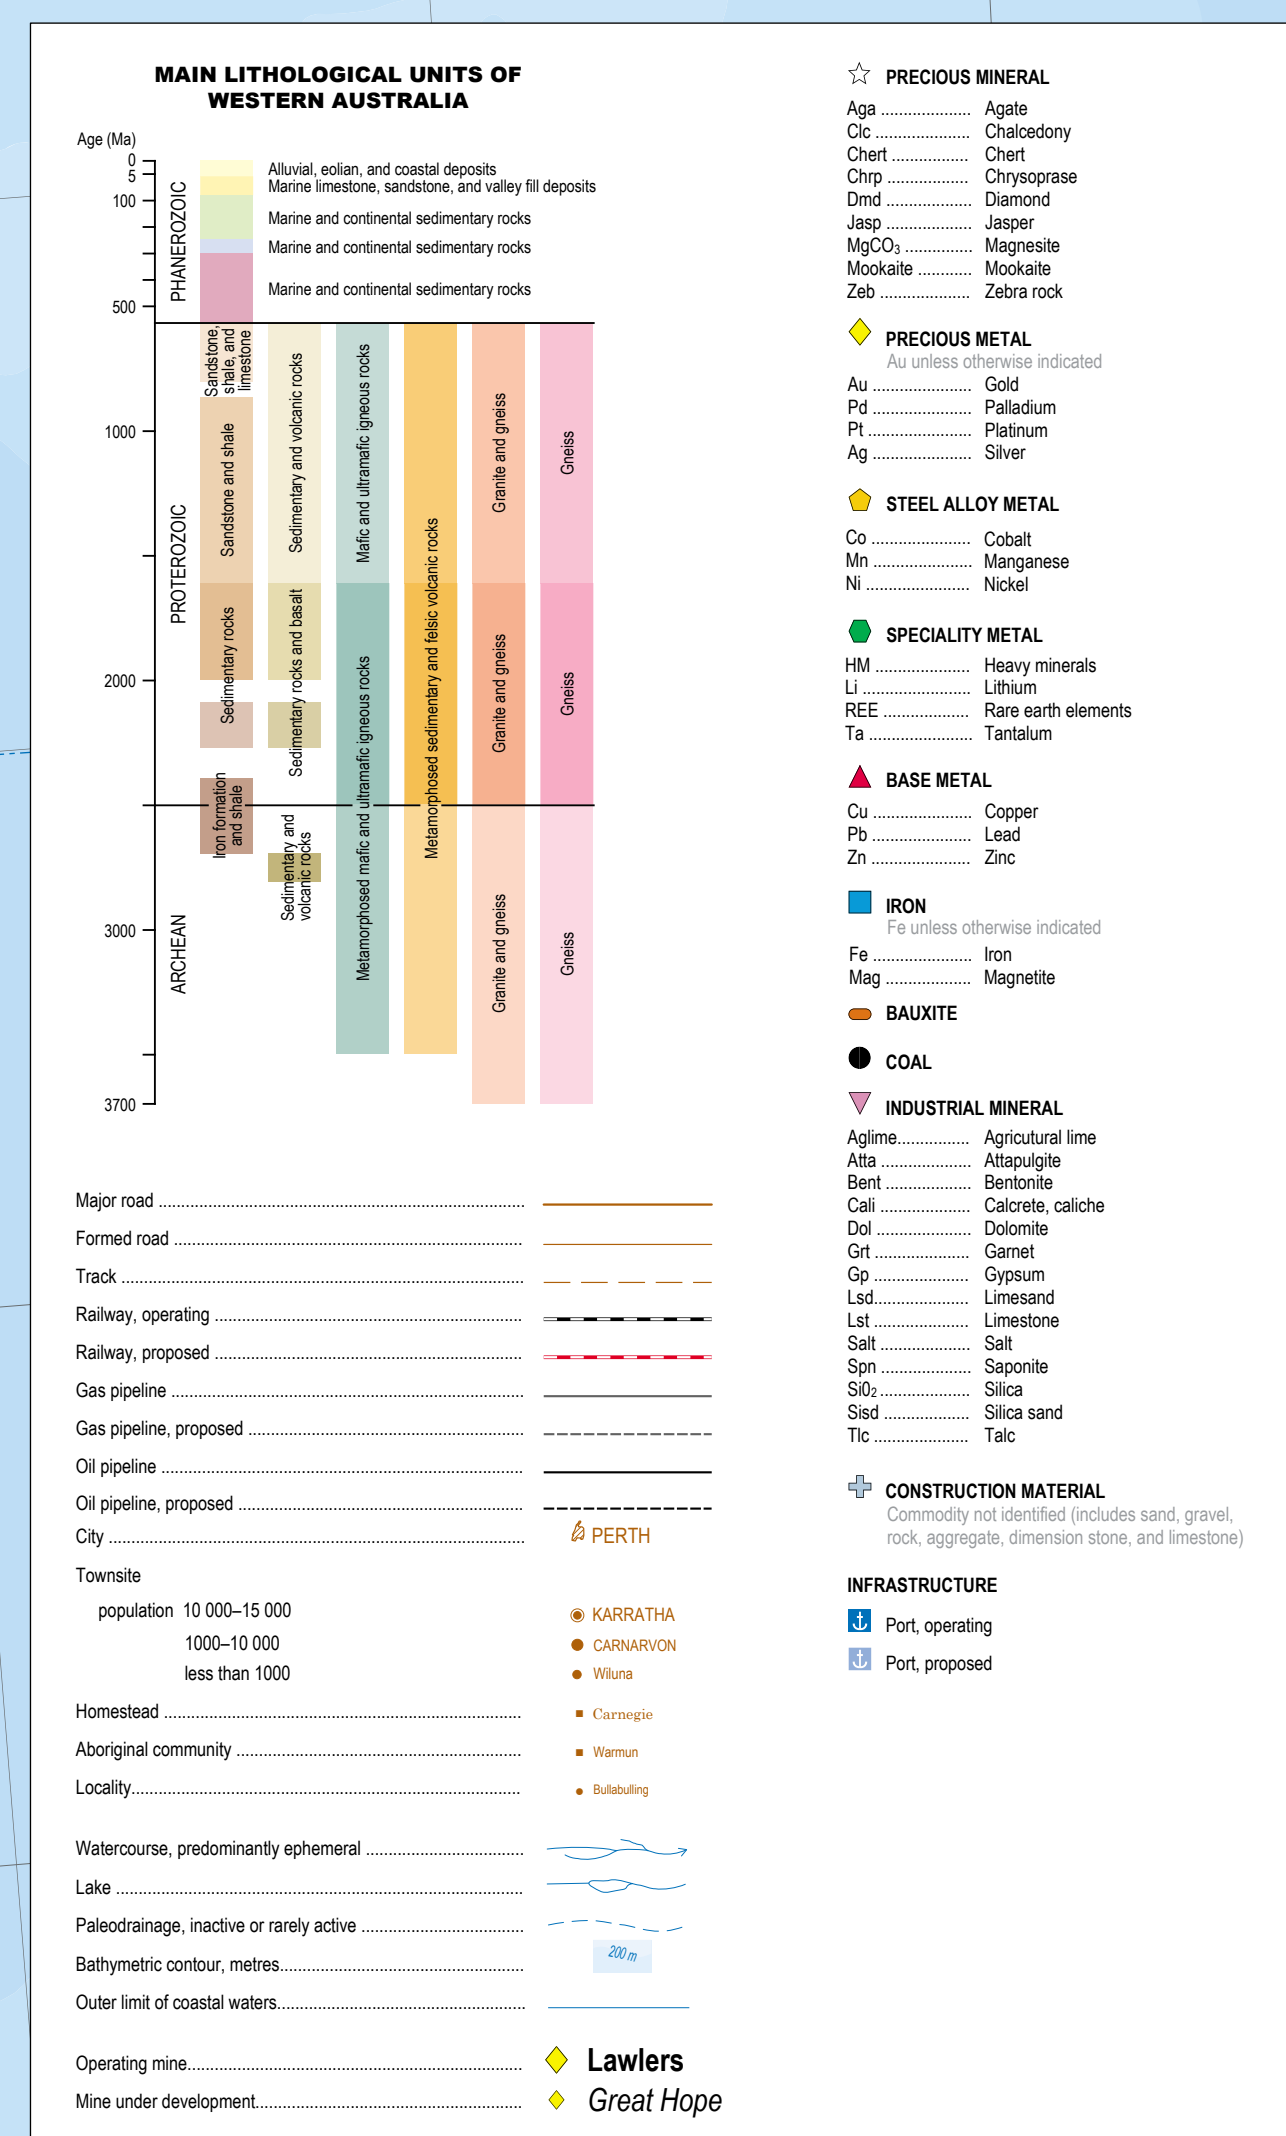 MAIN LITHOLOGICAL UNITS OF
WESTERN AUSTRALIA
Age (Ma)
0
5
100
500
1000
2000
3000
3700
PHANEROZOIC
PROTEROZOIC
ARCHEAN
Alluvial, eolian, and coastal deposits
Marine limestone, sandstone, and valley fill deposits
Marine and continental sedimentary rocks
Marine and continental sedimentary rocks
Marine and continental sedimentary rocks
Sandstone,
shale, and
limestone
Sandstone and shale
Sedimentary rocks
Iron formation
and shale
Sedimentary and volcanic rocks
Sedimentary rocks and basalt
Sedimentary and
volcanic rocks
Mafic and ultramafic igneous rocks
Metamorphosed mafic and ultramafic igneous rocks
Metamorphosed sedimentary and felsic volcanic rocks
Granite and gneiss
Granite and gneiss
Granite and gneiss
Gneiss
Gneiss
Gneiss
Major road
Formed road
Track
Railway, operating
Railway, proposed
Gas pipeline
Gas pipeline, proposed
Oil pipeline
Oil pipeline, proposed
City PERTH
Townsite
population 10 000–15 000 KARRATHA
1000–10 000 CARNARVON
less than 1000 Wiluna
Homestead Carnegie
Aboriginal community Warmun
Locality Bullabulling
Watercourse, predominantly ephemeral
Lake
Paleodrainage, inactive or rarely active
Bathymetric contour, metres 200 m
Outer limit of coastal waters
Operating mine Lawlers
Mine under development Great Hope
PRECIOUS MINERAL
Aga Agate
Clc Chalcedony
Chert Chert
Chrp Chrysoprase
Dmd Diamond
Jasp Jasper
MgCO₃ Magnesite
Mookaite Mookaite
Zeb Zebra rock
PRECIOUS METAL
Au unless otherwise indicated
Au Gold
Pd Palladium
Pt Platinum
Ag Silver
STEEL ALLOY METAL
Co Cobalt
Mn Manganese
Ni Nickel
SPECIALITY METAL
HM Heavy minerals
Li Lithium
REE Rare earth elements
Ta Tantalum
BASE METAL
Cu Copper
Pb Lead
Zn Zinc
IRON
Fe unless otherwise indicated
Fe Iron
Mag Magnetite
BAUXITE
COAL
INDUSTRIAL MINERAL
Aglime Agricutural lime
Atta Attapulgite
Bent Bentonite
Cali Calcrete, caliche
Dol Dolomite
Grt Garnet
Gp Gypsum
Lsd Limesand
Lst Limestone
Salt Salt
Spn Saponite
Si0₂ Silica
Sisd Silica sand
Tlc Talc
CONSTRUCTION MATERIAL
Commodity not identified (includes sand, gravel,
rock, aggregate, dimension stone, and limestone)
INFRASTRUCTURE
Port, operating
Port, proposed